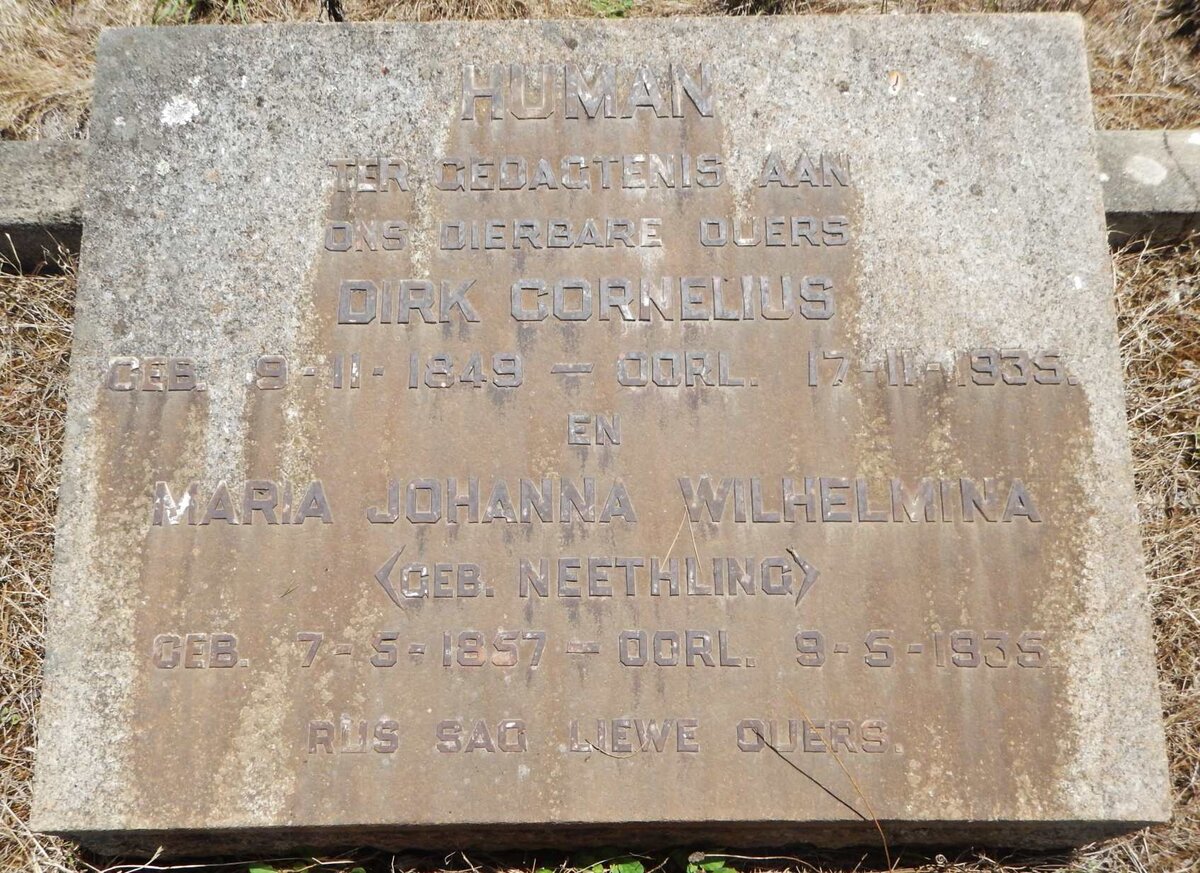 HUMAN
TER GEDAGTENIS AAN
ONS DIERBARE OUERS
DIRK CORNELIUS
GEB. 9-11-1849 — OORL. 17-11-1935.
EN
MARIA JOHANNA WILHELMINA
<GEB. NEETHLING>
GEB. 7-5-1857 — OORL. 9-5-1935.
RUS SAG LIEWE OUERS.